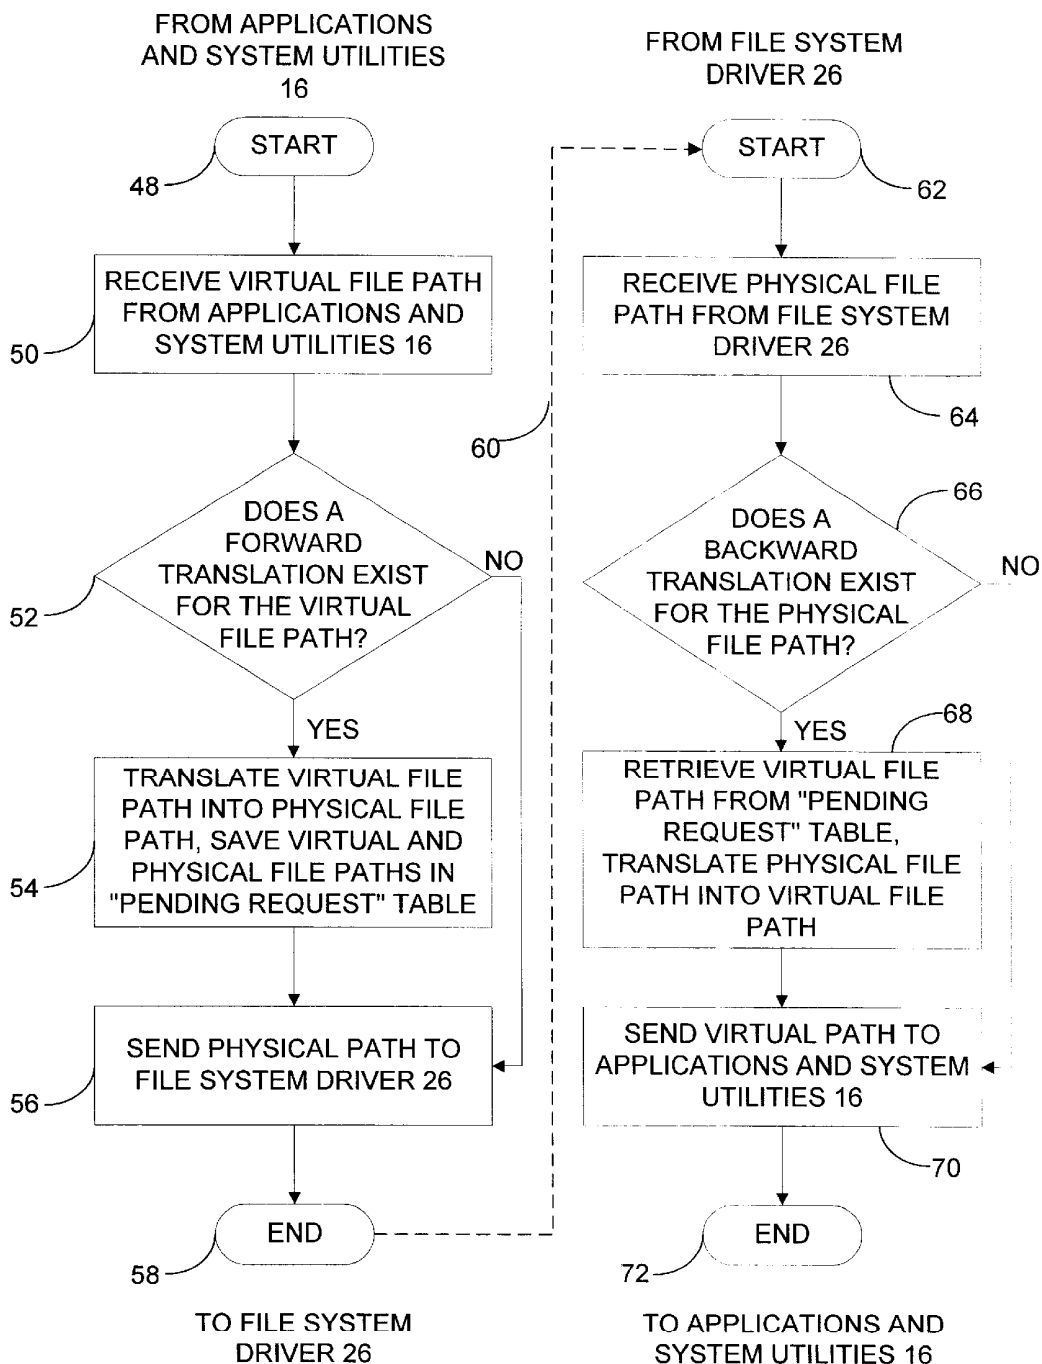 FROM APPLICATIONS
AND SYSTEM UTILITIES
16
START
48
RECEIVE VIRTUAL FILE PATH
FROM APPLICATIONS AND
SYSTEM UTILITIES 16
50
DOES A
FORWARD
TRANSLATION EXIST
FOR THE VIRTUAL
FILE PATH?
NO
52
YES
TRANSLATE VIRTUAL FILE
PATH INTO PHYSICAL FILE
PATH, SAVE VIRTUAL AND
PHYSICAL FILE PATHS IN
"PENDING REQUEST" TABLE
54
SEND PHYSICAL PATH TO
FILE SYSTEM DRIVER 26
56
END
58
TO FILE SYSTEM
DRIVER 26
60
FROM FILE SYSTEM
DRIVER 26
START
62
RECEIVE PHYSICAL FILE
PATH FROM FILE SYSTEM
DRIVER 26
64
66
DOES A
BACKWARD
TRANSLATION EXIST
FOR THE PHYSICAL
FILE PATH?
NO
YES
68
RETRIEVE VIRTUAL FILE
PATH FROM "PENDING
REQUEST" TABLE,
TRANSLATE PHYSICAL FILE
PATH INTO VIRTUAL FILE
PATH
SEND VIRTUAL PATH TO
APPLICATIONS AND SYSTEM
UTILITIES 16
70
END
72
TO APPLICATIONS AND
SYSTEM UTILITIES 16